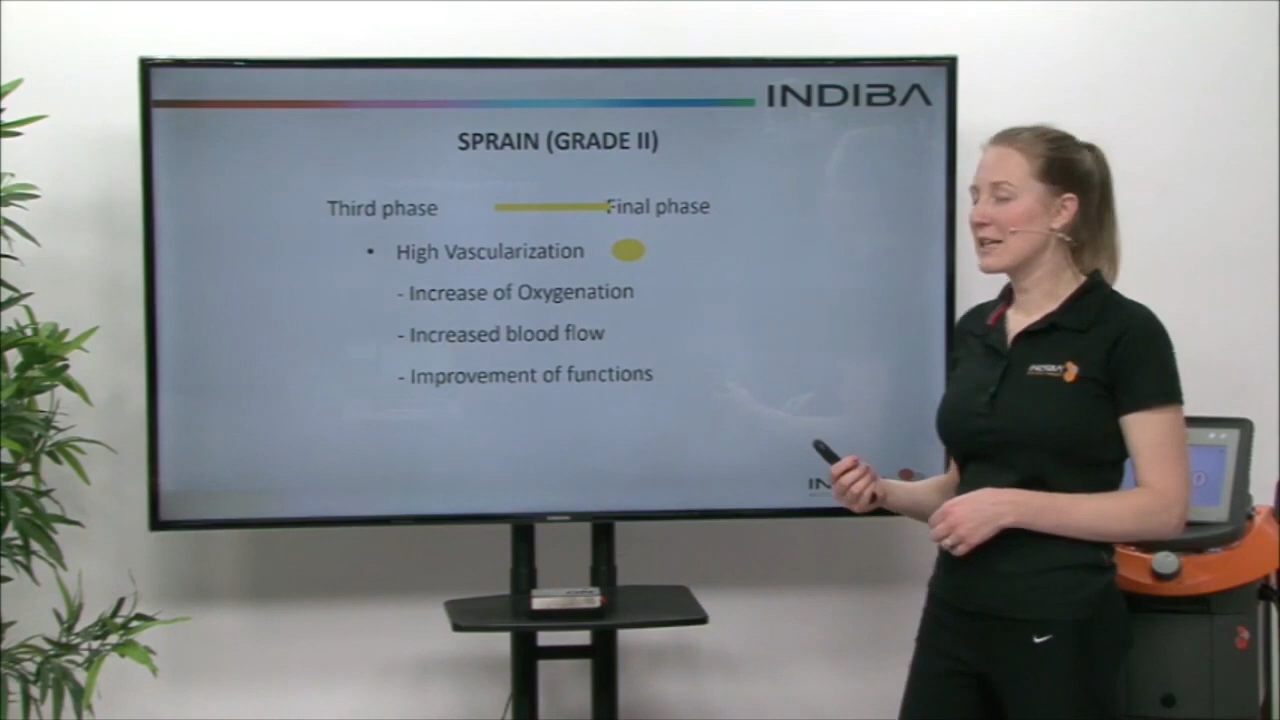 INDIBA
SPRAIN (GRADE II)
Third phase Final phase
• High Vascularization
- Increase of Oxygenation
- Increased blood flow
- Improvement of functions
INDIBA